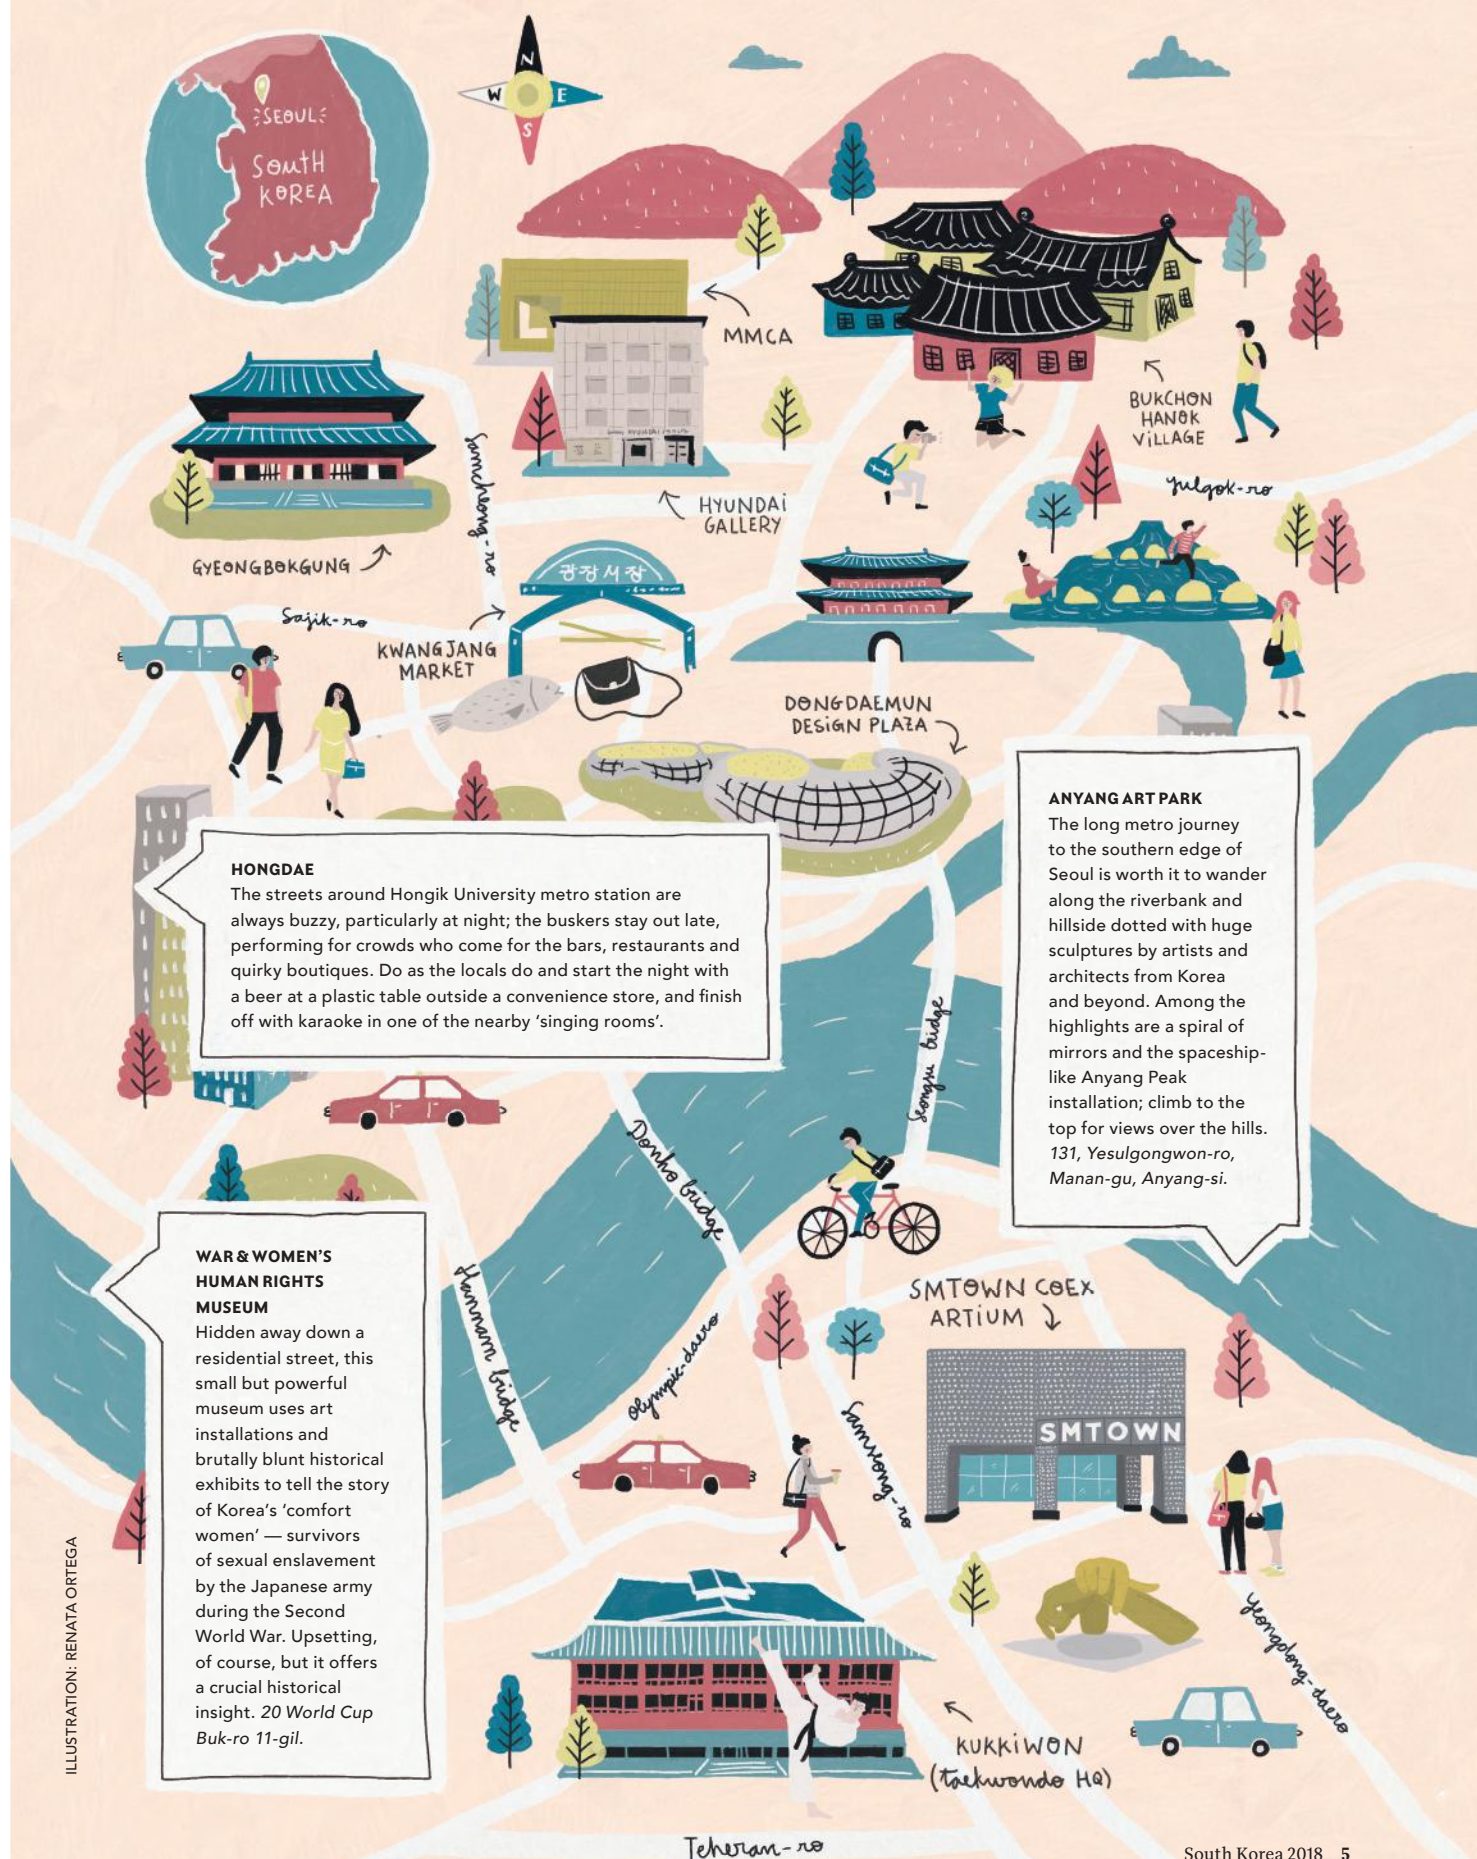 N
W
E
S
SEOUL
SOUTH
KOREA
MMCA
BUKCHON
HANOK
VILLAGE
HYUNDAI
GALLERY
Yulgok-ro
Samcheong-ro
GYEONGBOKGUNG
광장시장
Sajik-ro
KWANGJANG
MARKET
DONGDAEMUN
DESIGN PLAZA
HONGDAE
The streets around Hongik University metro station are
always buzzy, particularly at night; the buskers stay out late,
performing for crowds who come for the bars, restaurants and
quirky boutiques. Do as the locals do and start the night with
a beer at a plastic table outside a convenience store, and finish
off with karaoke in one of the nearby ‘singing rooms’.
ANYANG ART PARK
The long metro journey
to the southern edge of
Seoul is worth it to wander
along the riverbank and
hillside dotted with huge
sculptures by artists and
architects from Korea
and beyond. Among the
highlights are a spiral of
mirrors and the spaceship-
like Anyang Peak
installation; climb to the
top for views over the hills.
131, Yesulgongwon-ro,
Manan-gu, Anyang-si.
Seongsu bridge
Donho bridge
Hannam bridge
Olympic-daero
WAR & WOMEN’S
HUMAN RIGHTS
MUSEUM
Hidden away down a
residential street, this
small but powerful
museum uses art
installations and
brutally blunt historical
exhibits to tell the story
of Korea’s ‘comfort
women’ — survivors
of sexual enslavement
by the Japanese army
during the Second
World War. Upsetting,
of course, but it offers
a crucial historical
insight. 20 World Cup
Buk-ro 11-gil.
SMTOWN COEX
ARTIUM
SMTOWN
Samseong-ro
Yeongdong-daero
KUKKIWON
(taekwondo HQ)
Teheran-ro
ILLUSTRATION: RENATA ORTEGA
South Korea 2018 5